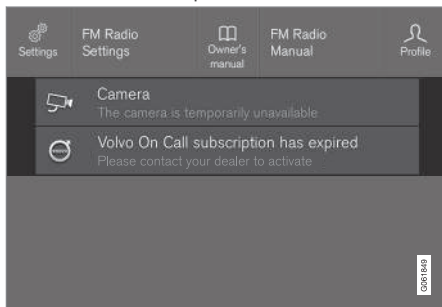 Settings
FM Radio
Settings
Owner's
manual
FM Radio
Manual
Profile
Camera
The camera is temporarily unavailable
Volvo On Call subscription has expired
Please contact your dealer to activate
G061849